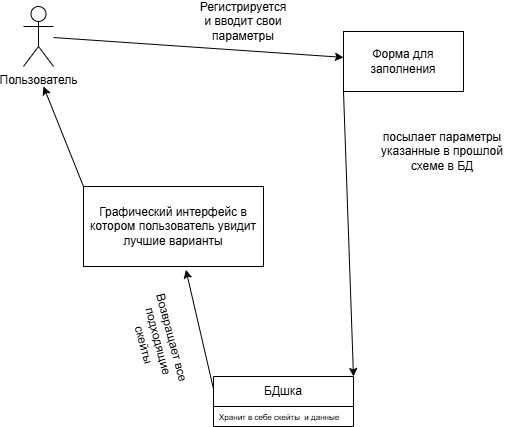 Регистрируется
и вводит свои
параметры
Пользователь
Форма для
заполнения
посылает параметры
указанные в прошлой
схеме в БД
Графический интерфейс в
котором пользователь увидит
лучшие варианты
Возвращает все
подходящие
скейты
БДшка
Хранит в себе скейты и данные